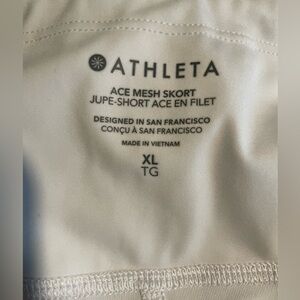 ATHLETA
ACE MESH SKORT
JUPE-SHORT ACE EN FILET
DESIGNED IN SAN FRANCISCO
CONÇU À SAN FRANCISCO
MADE IN VIETNAM
XL
TG